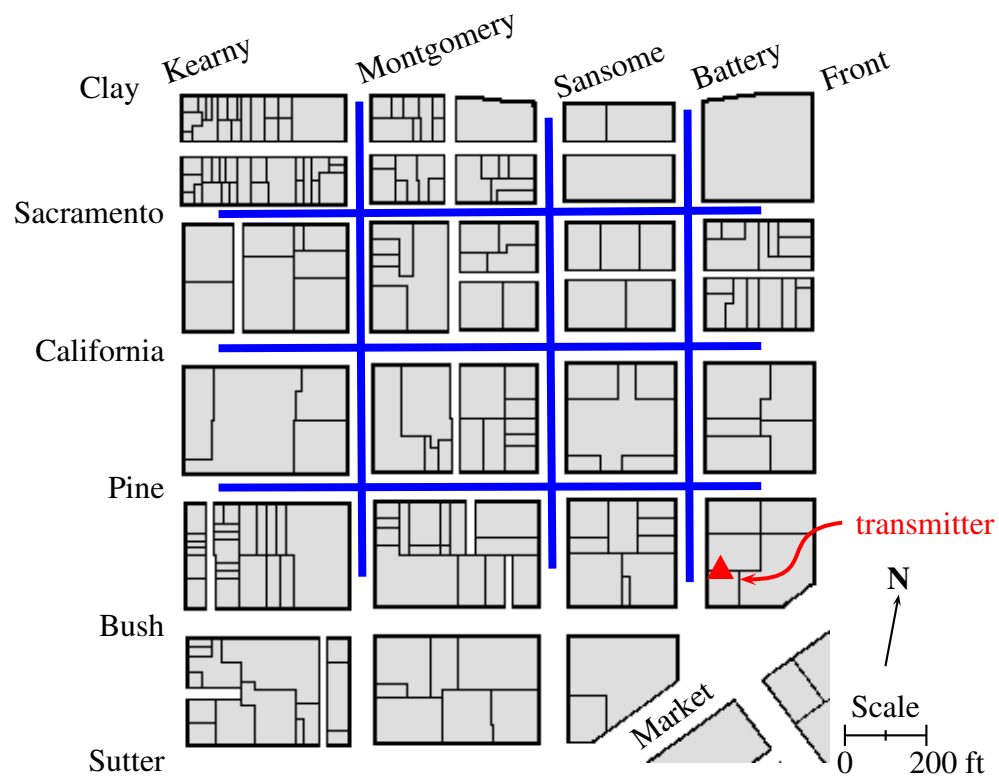 Clay
Kearny
Montgomery
Sansome
Battery
Front
Sacramento
California
Pine
transmitter
N
Bush
Market
Scale
Sutter
0 200 ft